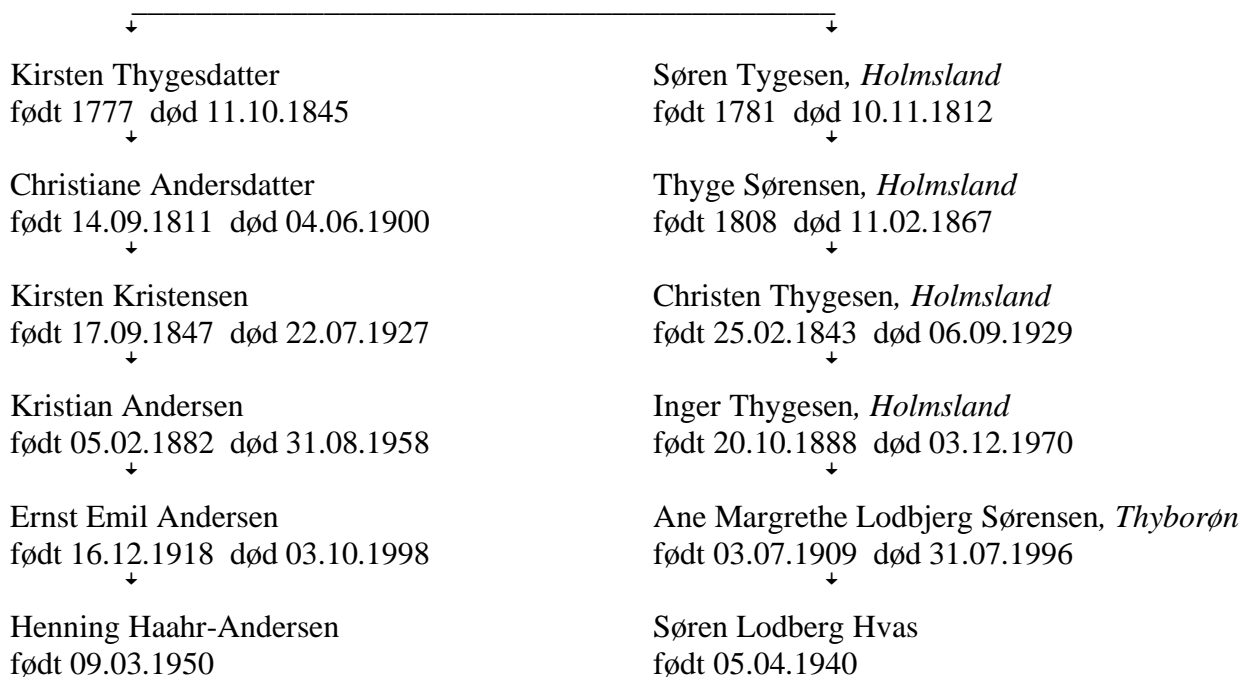 Kirsten Thygesdatter
født 1777 død 11.10.1845
Christiane Andersdatter
født 14.09.1811 død 04.06.1900
Kirsten Kristensen
født 17.09.1847 død 22.07.1927
Kristian Andersen
født 05.02.1882 død 31.08.1958
Ernst Emil Andersen
født 16.12.1918 død 03.10.1998
Henning Haahr-Andersen
født 09.03.1950
Søren Tygesen, Holmsland
født 1781 død 10.11.1812
Thyge Sørensen, Holmsland
født 1808 død 11.02.1867
Christen Thygesen, Holmsland
født 25.02.1843 død 06.09.1929
Inger Thygesen, Holmsland
født 20.10.1888 død 03.12.1970
Ane Margrethe Lodbjerg Sørensen, Thyborøn
født 03.07.1909 død 31.07.1996
Søren Lodberg Hvas
født 05.04.1940